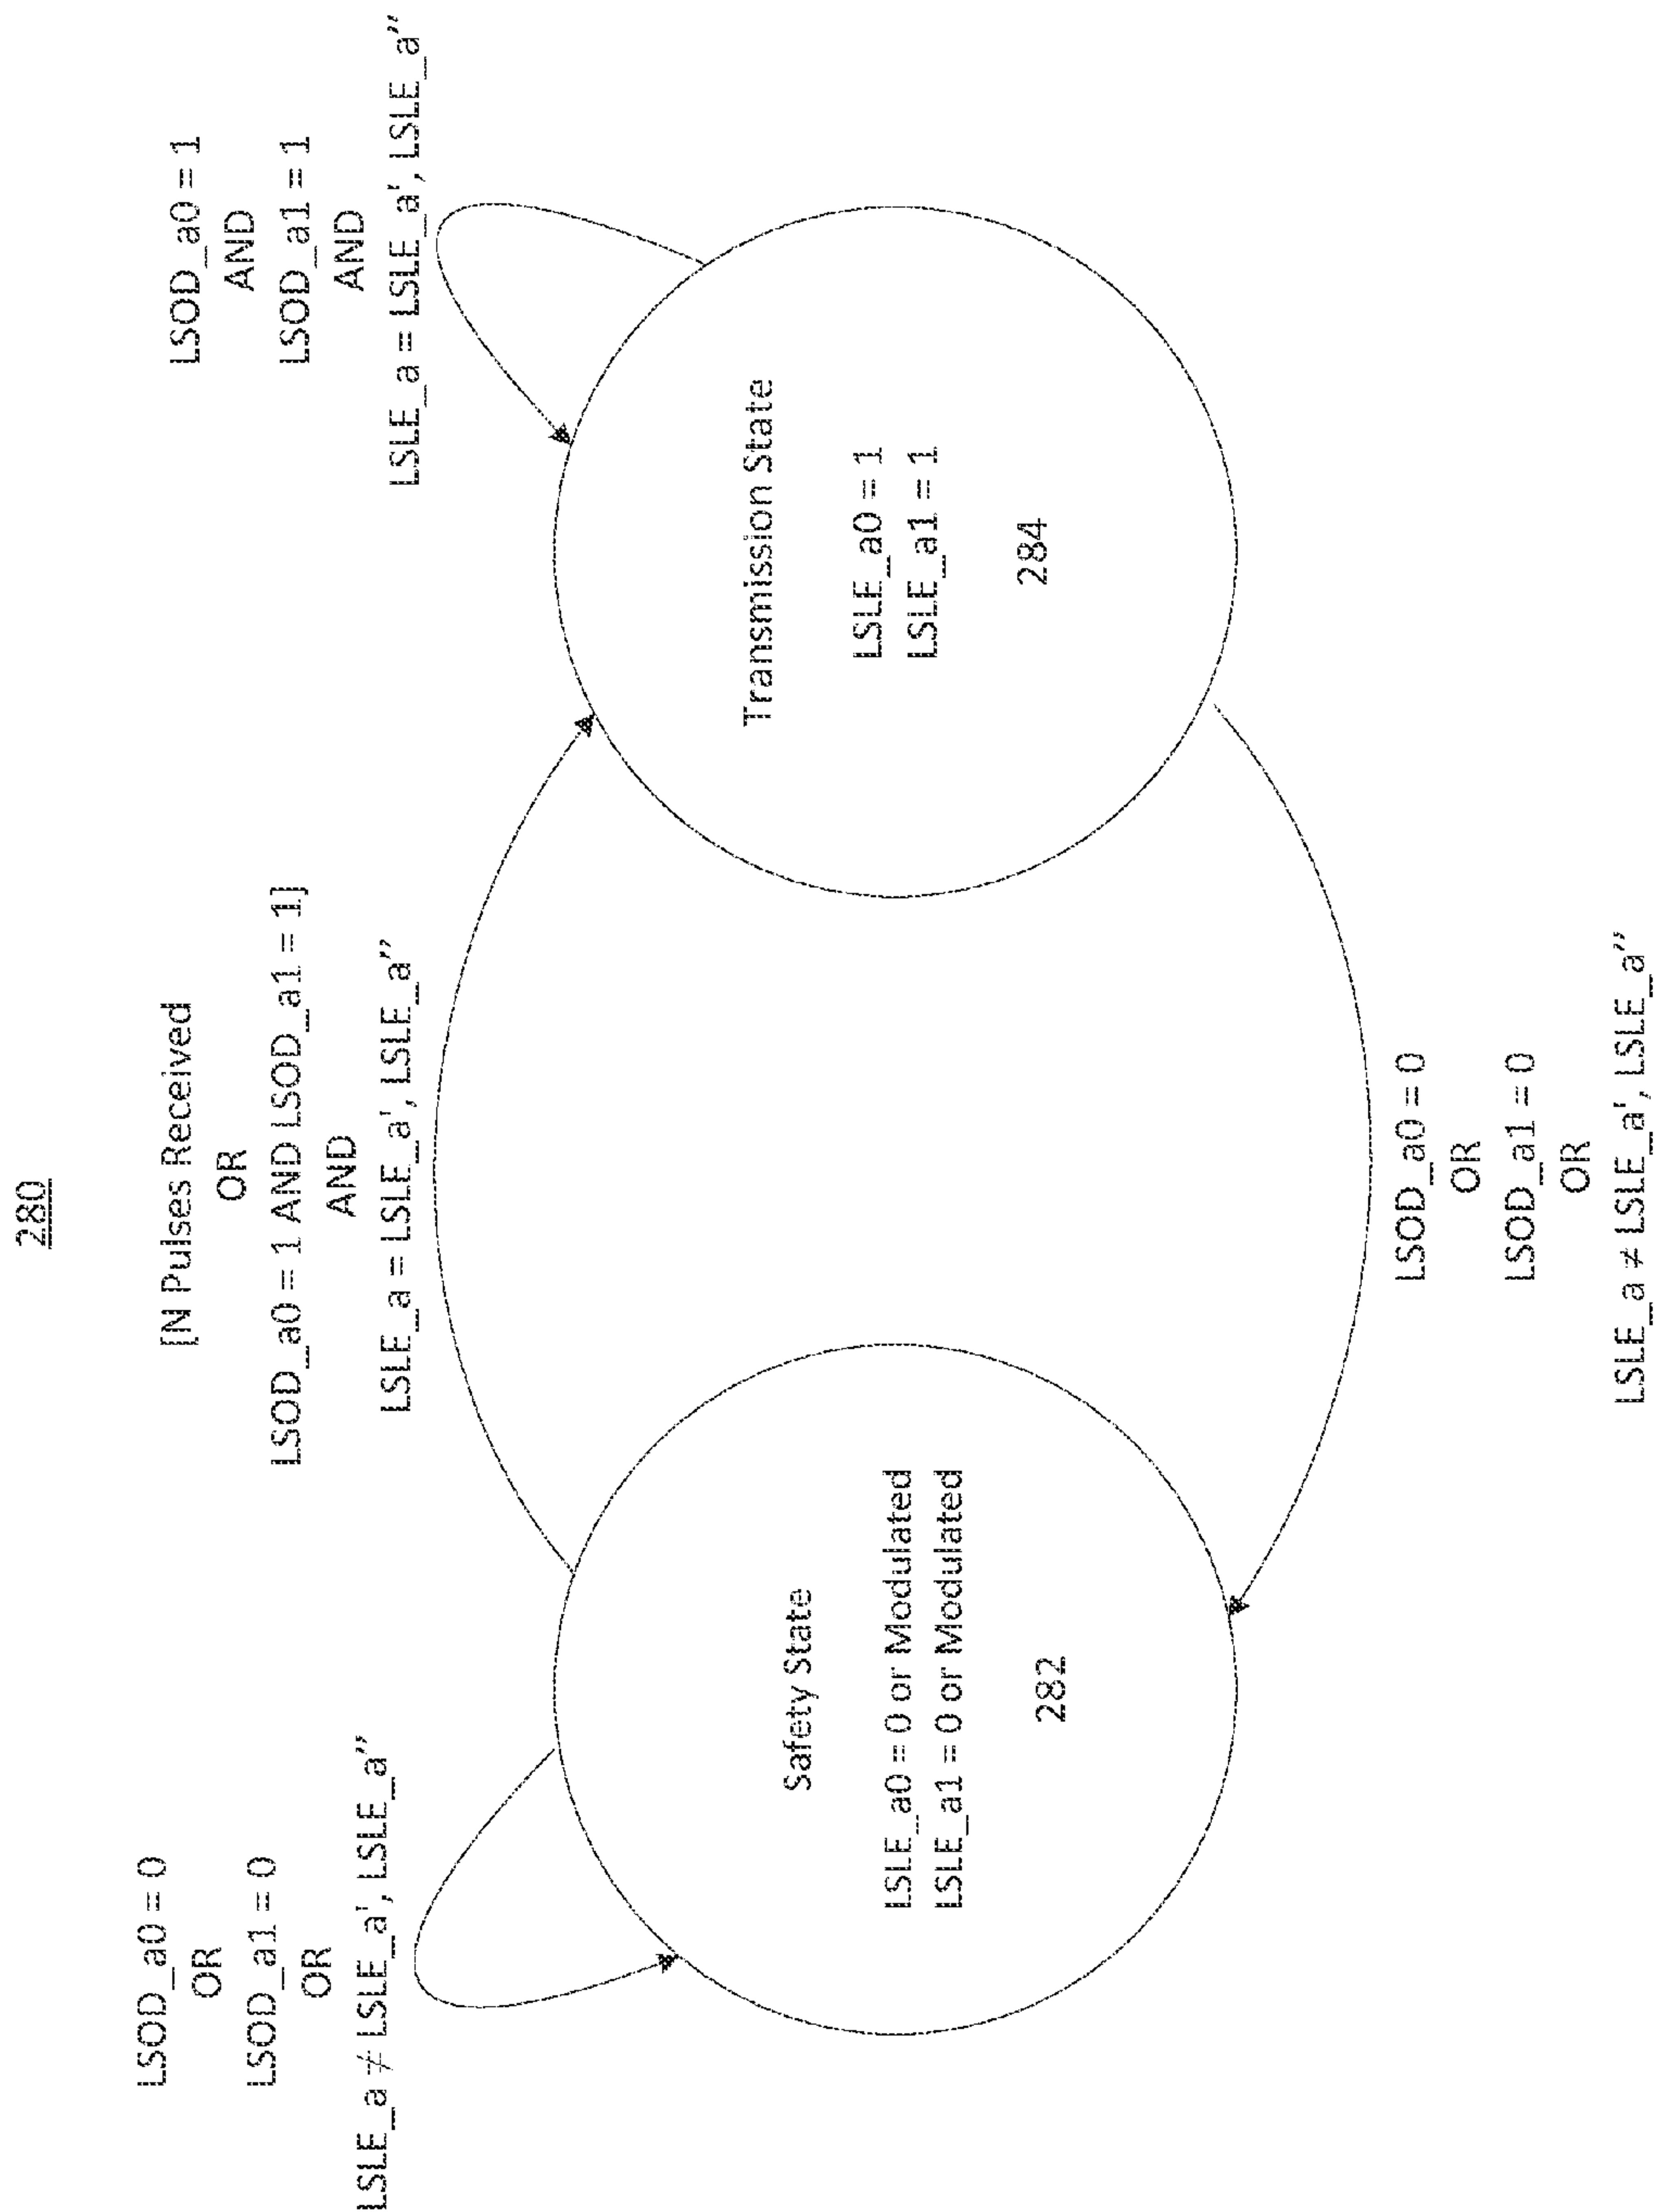 280
LSOD_a0 = 0
OR
LSOD_a1 = 0
OR
LSLE_a ≠ LSLE_a', LSLE_a''
[N Pulses Received
OR
LSOD_a0 = 1 AND LSOD_a1 = 1]
AND
LSLE_a = LSLE_a', LSLE_a''
LSOD_a0 = 1
AND
LSOD_a1 = 1
AND
LSLE_a = LSLE_a', LSLE_a''
Safety State
LSLE_a0 = 0 or Modulated
LSLE_a1 = 0 or Modulated
282
Transmission State
LSLE_a0 = 1
LSLE_a1 = 1
284
LSOD_a0 = 0
OR
LSOD_a1 = 0
OR
LSLE_a ≠ LSLE_a', LSLE_a''